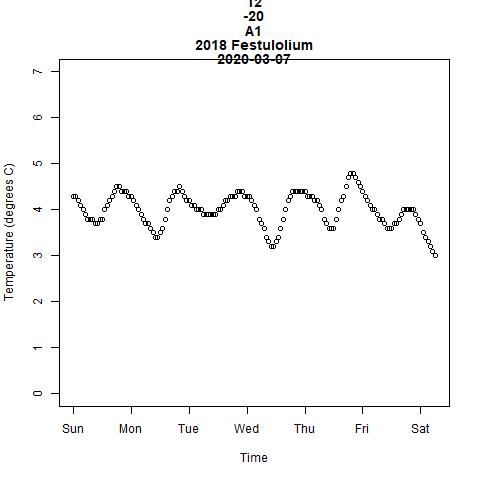 T2
-20
A1
2018 Festulolium
2020-03-07
Temperature (degrees C)
7
6
5
4
3
2
1
0
Sun Mon Tue Wed Thu Fri Sat
Time